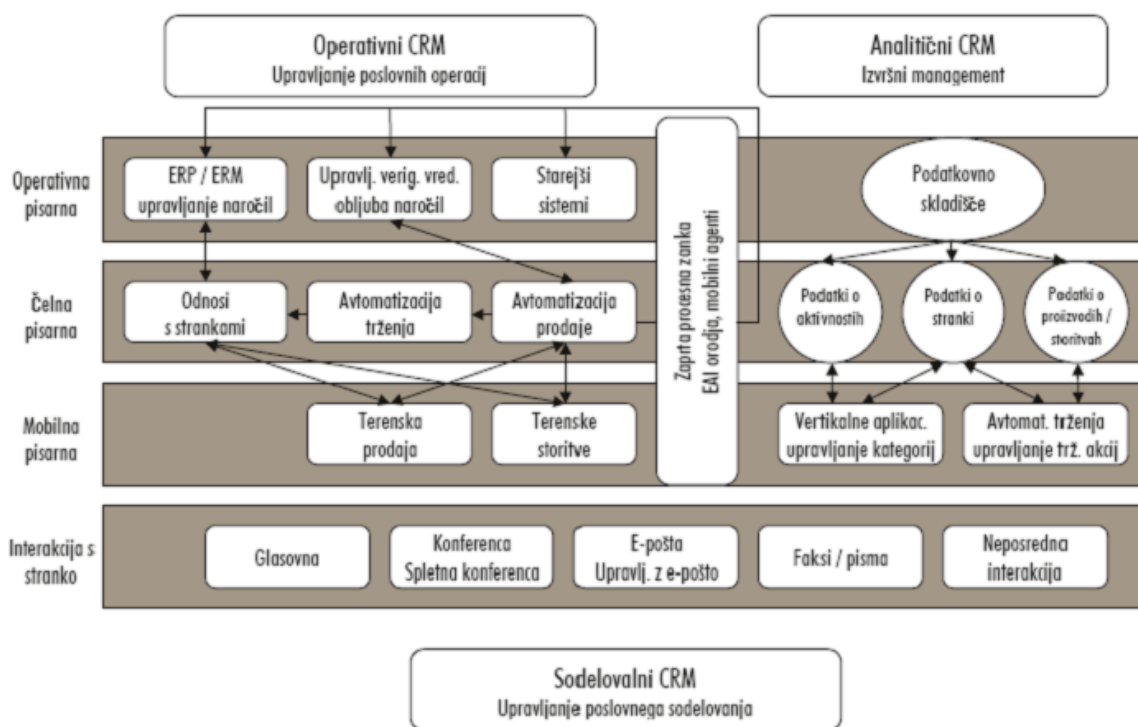 Operativni CRM
Upravljanje poslovnih operacij
Analitični CRM
Izvršni management
Operativna
pisarna
ERP / ERM
upravljanje naročil
Upravlj. verig. vred.
obljuba naročil
Starejši
sistemi
Podatkovno
skladišče
Zaprta procesna zanka
EAI orodja, mobilni agenti
Čelna
pisarna
Odnosi
s strankami
Avtomatizacija
trženja
Avtomatizacija
prodaje
Podatki o
aktivnostih
Podatki o
stranki
Podatki o
proizvodih /
storitvah
Mobilna
pisarna
Terenska
prodaja
Terenske
storitve
Vertikalne aplikac.
upravljanje kategorij
Avtomat. trženja
upravljanje trž. akcij
Interakcija s
stranko
Glasovna
Konferenca
Spletna konferenca
E-pošta
Upravlj. z e-pošto
Faksi / pisma
Neposredna
interakcija
Sodelovalni CRM
Upravljanje poslovnega sodelovanja